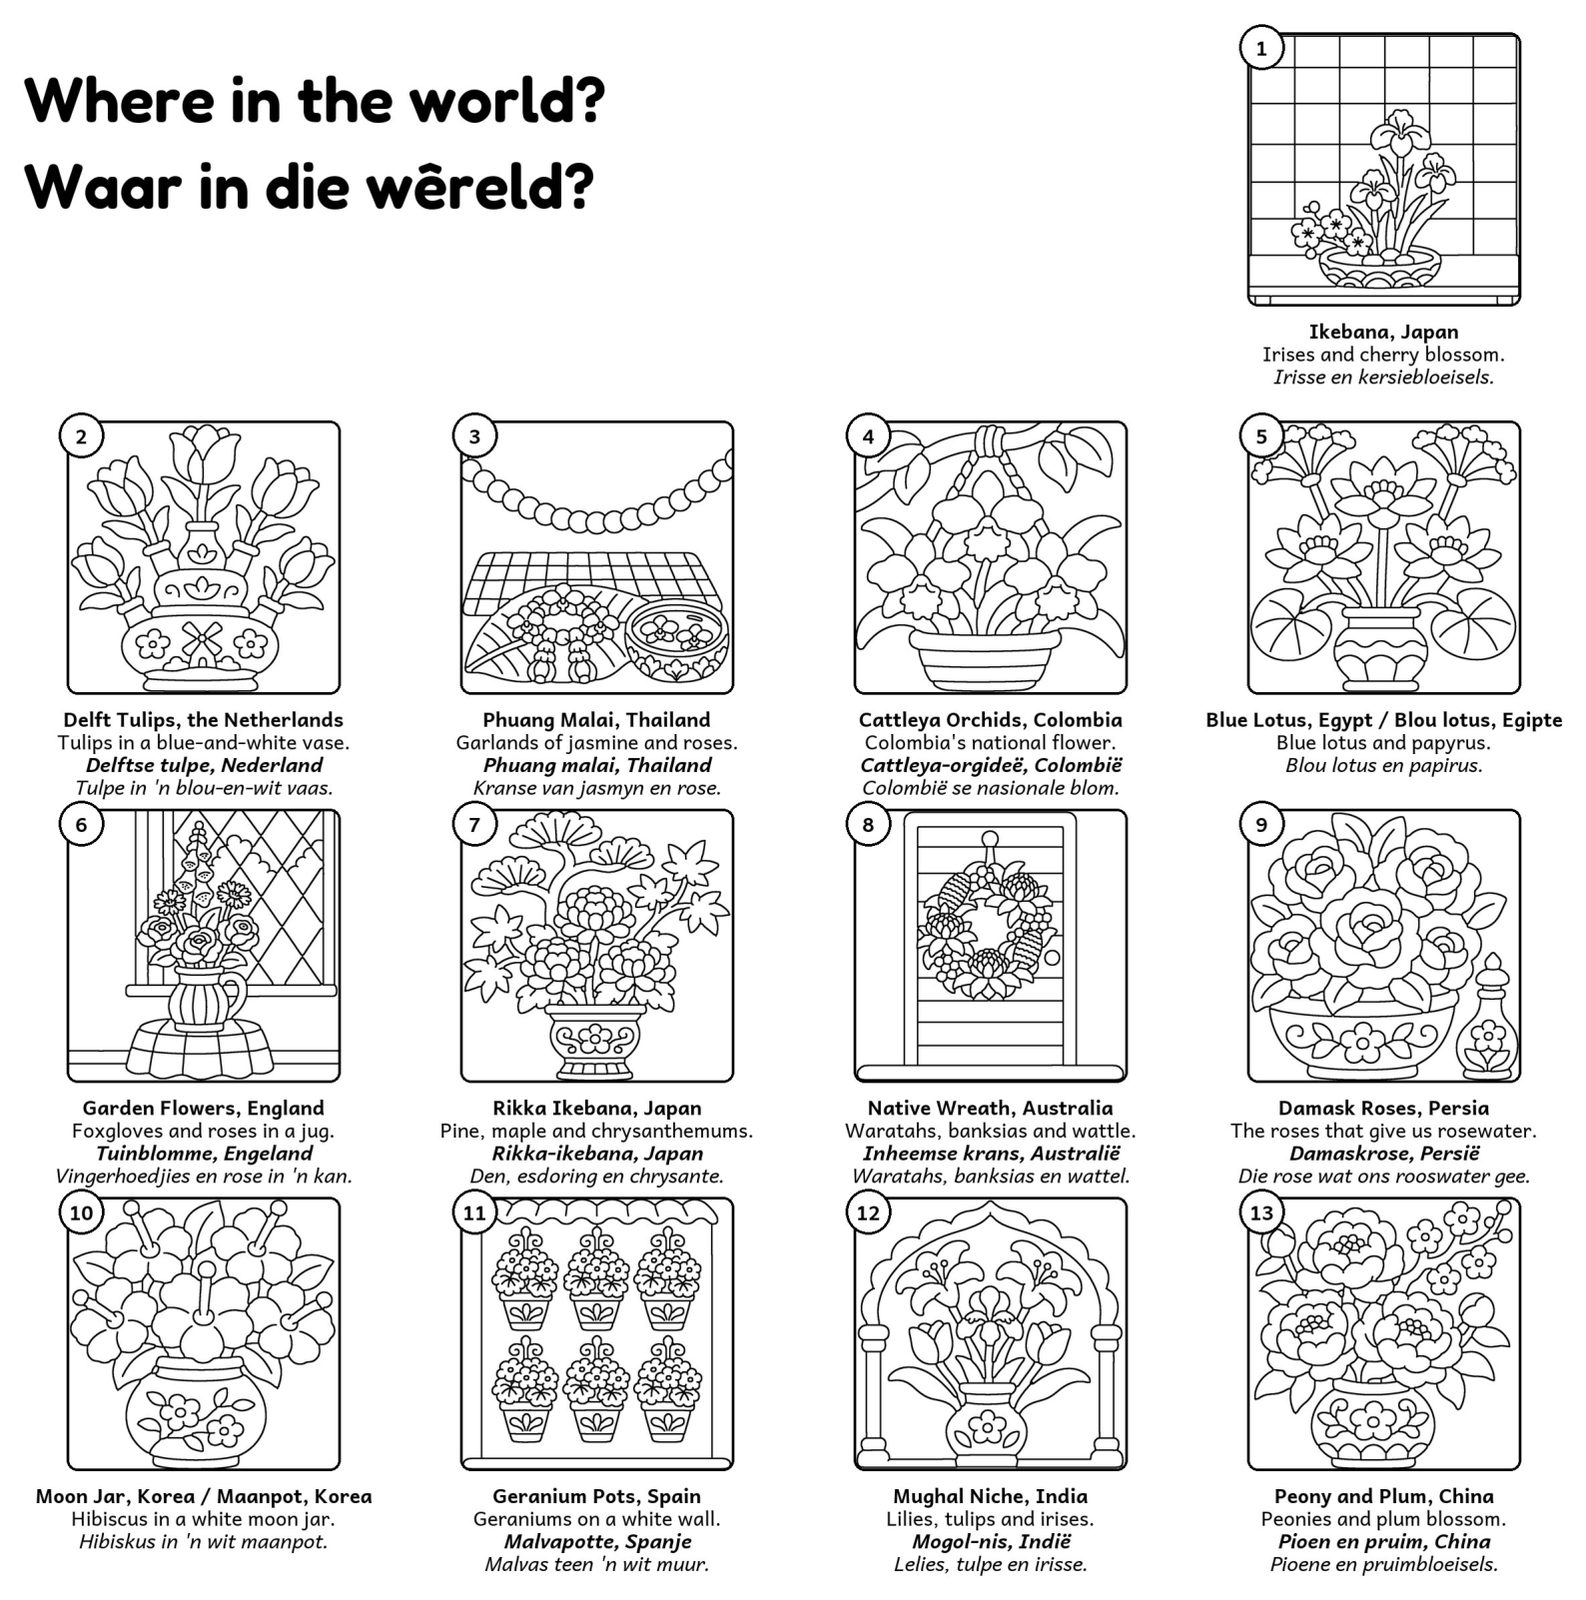 Where in the world?
Waar in die wêreld?
1
Ikebana, Japan
Irises and cherry blossom.
Irisse en kersiebloeisels.
2
Delft Tulips, the Netherlands
Tulips in a blue-and-white vase.
Delftse tulpe, Nederland
Tulpe in 'n blou-en-wit vaas.
3
Phuang Malai, Thailand
Garlands of jasmine and roses.
Phuang malai, Thailand
Kranse van jasmyn en rose.
4
Cattleya Orchids, Colombia
Colombia's national flower.
Cattleya-orgideë, Colombië
Colombië se nasionale blom.
5
Blue Lotus, Egypt / Blou lotus, Egipte
Blue lotus and papyrus.
Blou lotus en papirus.
6
Garden Flowers, England
Foxgloves and roses in a jug.
Tuinblomme, Engeland
Vingerhoedjies en rose in 'n kan.
7
Rikka Ikebana, Japan
Pine, maple and chrysanthemums.
Rikka-ikebana, Japan
Den, esdoring en chrysante.
8
Native Wreath, Australia
Waratahs, banksias and wattle.
Inheemse krans, Australië
Waratahs, banksias en wattel.
9
Damask Roses, Persia
The roses that give us rosewater.
Damaskrose, Persië
Die rose wat ons rooswater gee.
10
Moon Jar, Korea / Maanpot, Korea
Hibiscus in a white moon jar.
Hibiskus in 'n wit maanpot.
11
Geranium Pots, Spain
Geraniums on a white wall.
Malvapotte, Spanje
Malvas teen 'n wit muur.
12
Mughal Niche, India
Lilies, tulips and irises.
Mogol-nis, Indië
Lelies, tulpe en irisse.
13
Peony and Plum, China
Peonies and plum blossom.
Pioen en pruim, China
Pioene en pruimbloeisels.